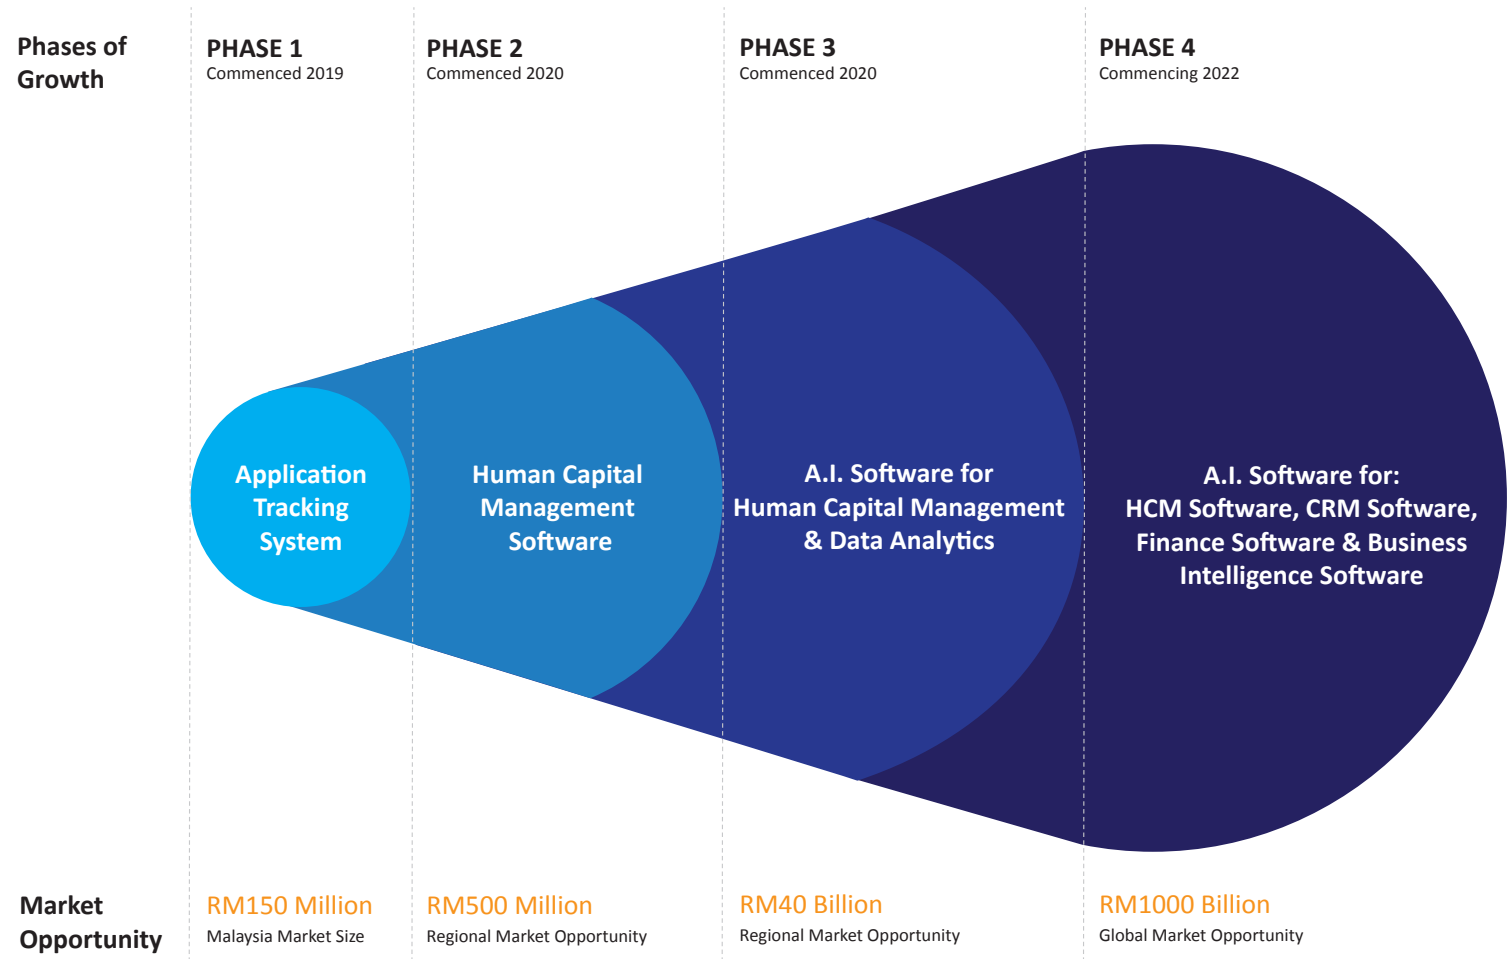 Phases of
Growth
PHASE 1
Commenced 2019
PHASE 2
Commenced 2020
PHASE 3
Commenced 2020
PHASE 4
Commencing 2022
Application
Tracking
System
Human Capital
Management
Software
A.I. Software for
Human Capital Management
& Data Analytics
A.I. Software for:
HCM Software, CRM Software,
Finance Software & Business
Intelligence Software
Market
Opportunity
RM150 Million
Malaysia Market Size
RM500 Million
Regional Market Opportunity
RM40 Billion
Regional Market Opportunity
RM1000 Billion
Global Market Opportunity